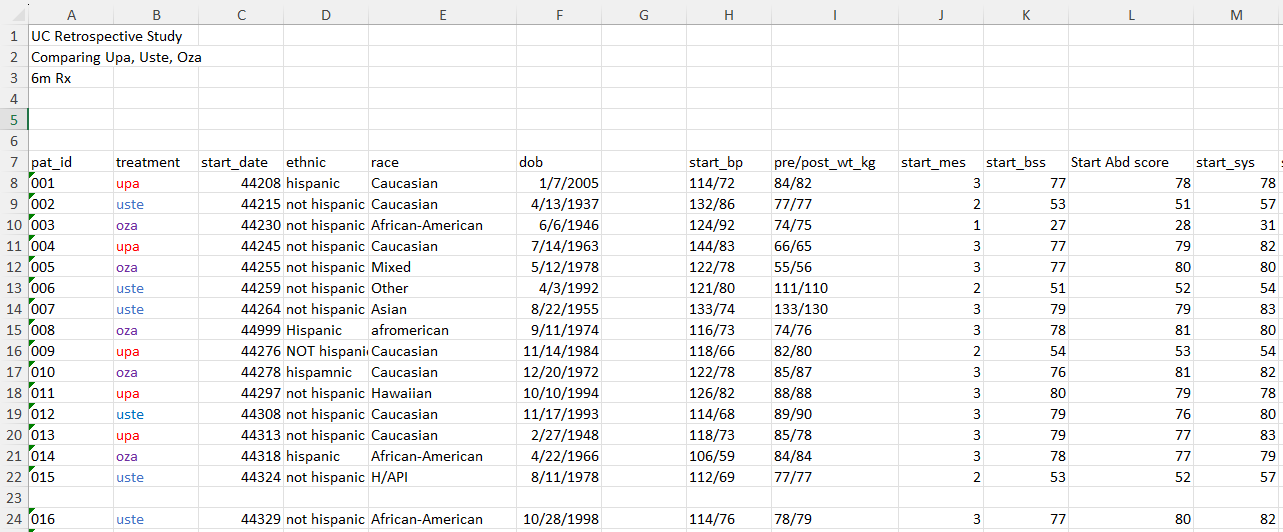 A B C D E F G H I J K L M
1 UC Retrospective Study
2 Comparing Upa, Uste, Oza
3 6m Rx
4
5
6
7 pat_id treatment start_date ethnic race dob start_bp pre/post_wt_kg start_mes start_bss Start Abd score start_sys
8 001 upa 44208 hispanic Caucasian 1/7/2005 114/72 84/82 3 77 78 78
9 002 uste 44215 not hispanic Caucasian 4/13/1937 132/86 77/77 2 53 51 57
10 003 oza 44230 not hispanic African-American 6/6/1946 124/92 74/75 1 27 28 31
11 004 upa 44245 not hispanic Caucasian 7/14/1963 144/83 66/65 3 77 79 82
12 005 oza 44255 not hispanic Mixed 5/12/1978 122/78 55/56 3 77 80 80
13 006 uste 44259 not hispanic Other 4/3/1992 121/80 111/110 2 51 52 54
14 007 uste 44264 not hispanic Asian 8/22/1955 133/74 133/130 3 79 79 83
15 008 oza 44999 Hispanic afromerican 9/11/1974 116/73 74/76 3 78 81 80
16 009 upa 44276 NOT hispani Caucasian 11/14/1984 118/66 82/80 2 54 53 54
17 010 oza 44278 hispamnic Caucasian 12/20/1972 122/78 85/87 3 76 81 82
18 011 upa 44297 not hispanic Hawaiian 10/10/1994 126/82 88/88 3 80 79 78
19 012 uste 44308 not hispanic Caucasian 11/17/1993 114/68 89/90 3 79 76 80
20 013 upa 44313 not hispanic Caucasian 2/27/1948 118/73 85/78 3 79 77 83
21 014 oza 44318 hispanic African-American 4/22/1966 106/59 84/84 3 78 77 79
22 015 uste 44324 not hispanic H/API 8/11/1978 112/69 77/77 2 53 52 57
23
24 016 uste 44329 not hispanic African-American 10/28/1998 114/76 78/79 3 77 80 82